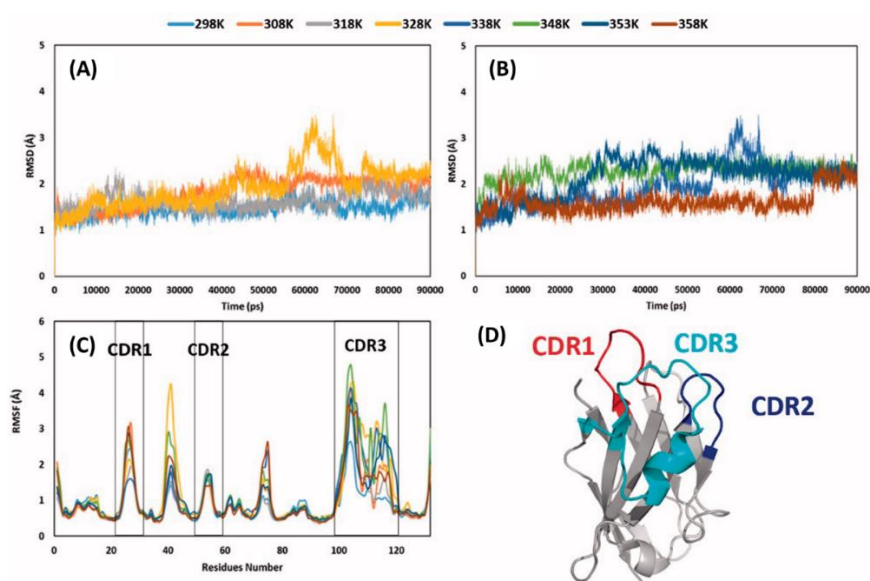 298K 308K 318K 328K 338K 348K 353K 358K
(A)
RMSD (Å)
5
4
3
2
1
0
0 10000 20000 30000 40000 50000 60000 70000 80000 90000
Time (ps)
(B)
RMSD (Å)
5
4
3
2
1
0
0 10000 20000 30000 40000 50000 60000 70000 80000 90000
Time (ps)
(C)
CDR1 CDR2 CDR3
RMSF (Å)
6
5
4
3
2
1
0
0 20 40 60 80 100 120
Residues Number
(D)
CDR1
CDR3
CDR2